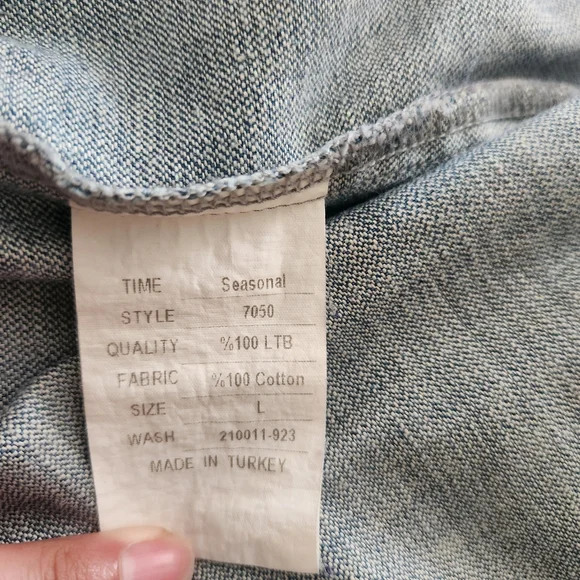 TIME Seasonal
STYLE 7050
QUALITY %100 LTB
FABRIC %100 Cotton
SIZE L
WASH 210011-923
MADE IN TURKEY